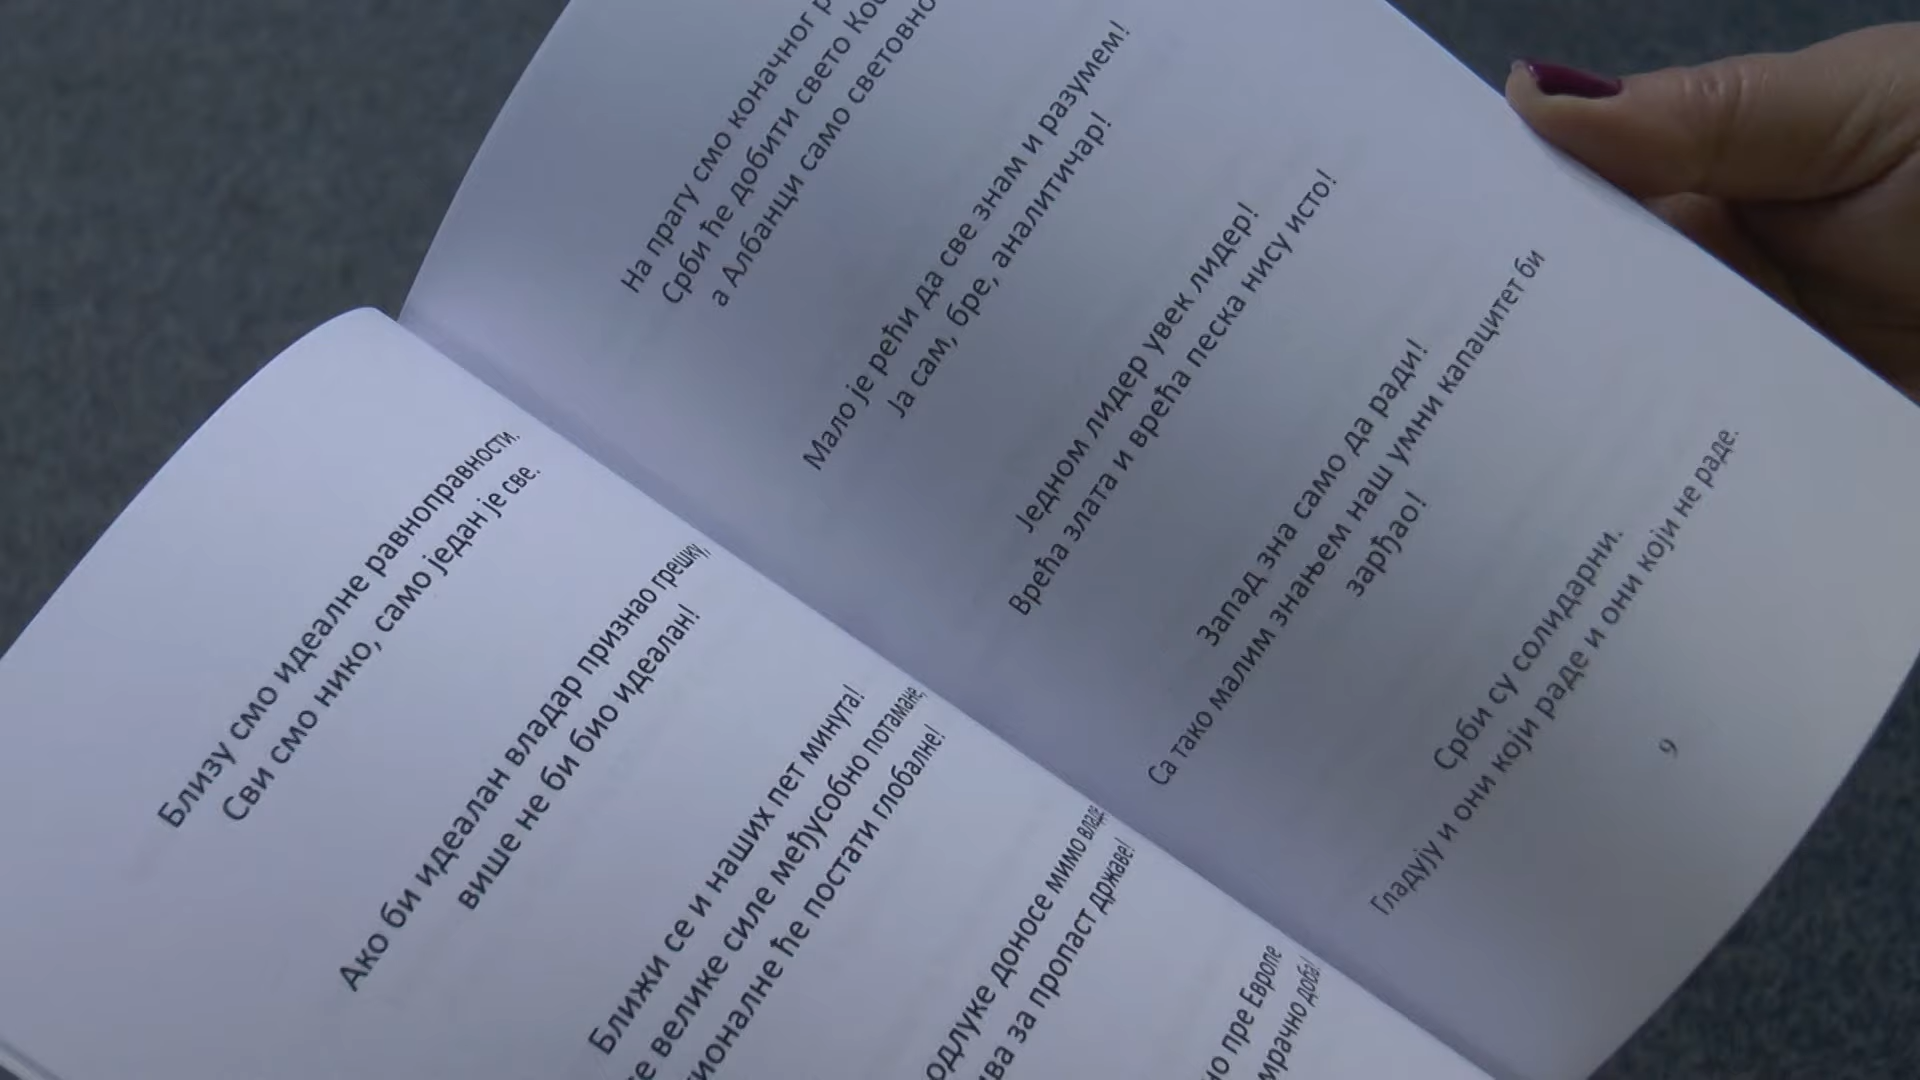 Близу смо идеалне равноправности.
Сви смо нико, само један је све.
Ако би идеалан владар признао грешку,
више не би био идеалан!
Ближи се и наших пет минута!
се велике силе међусобно потамане,
ће постати глобалне!
одлуке доносе мимо владе,
за пропаст државе!
пре Европе
мрачно доба!
На прагу смо коначног
Срби ће добити свето
а Албанци само световно
Мало је рећи да све знам и разумем!
Ја сам, бре, аналитичар!
Једном лидер увек лидер!
Врећа злата и врећа песка нису исто!
Запад зна само да ради!
Са тако малим знањем наш умни капацитет би
зарђао!
Срби су солидарни.
Гладују и они који раде и они који не раде.
9